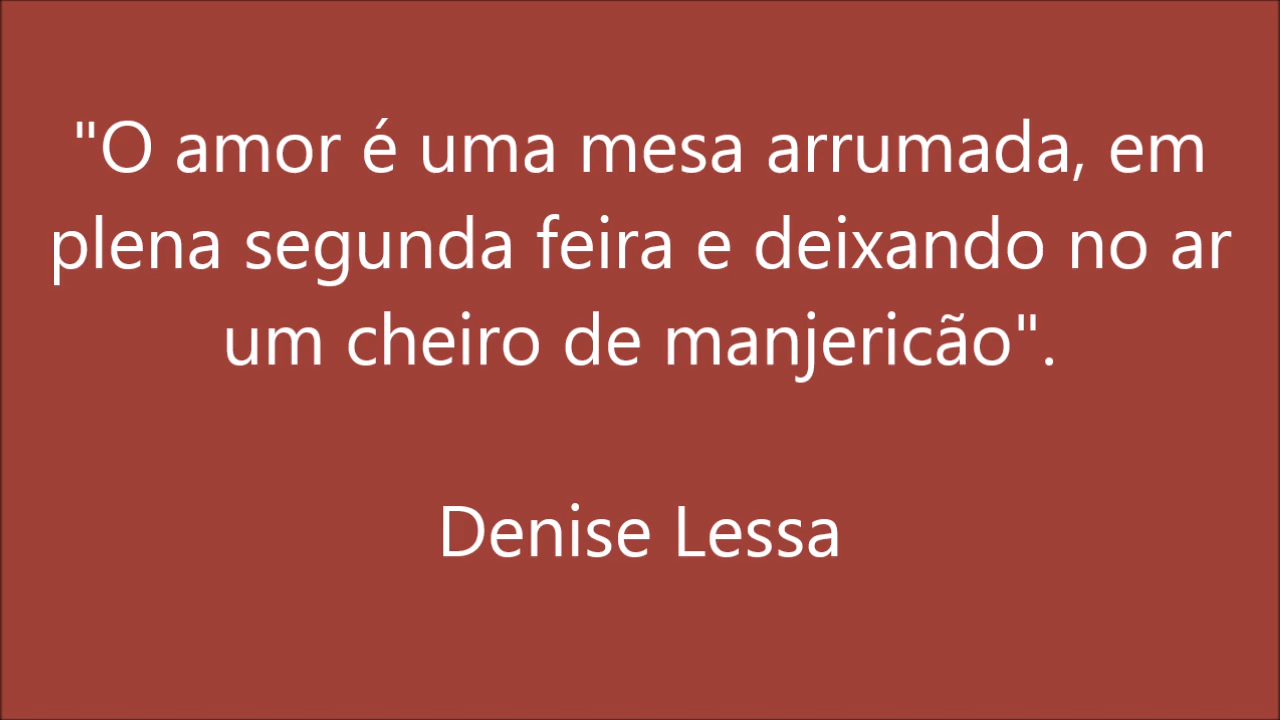 "O amor é uma mesa arrumada, em
plena segunda feira e deixando no ar
um cheiro de manjericão".
Denise Lessa